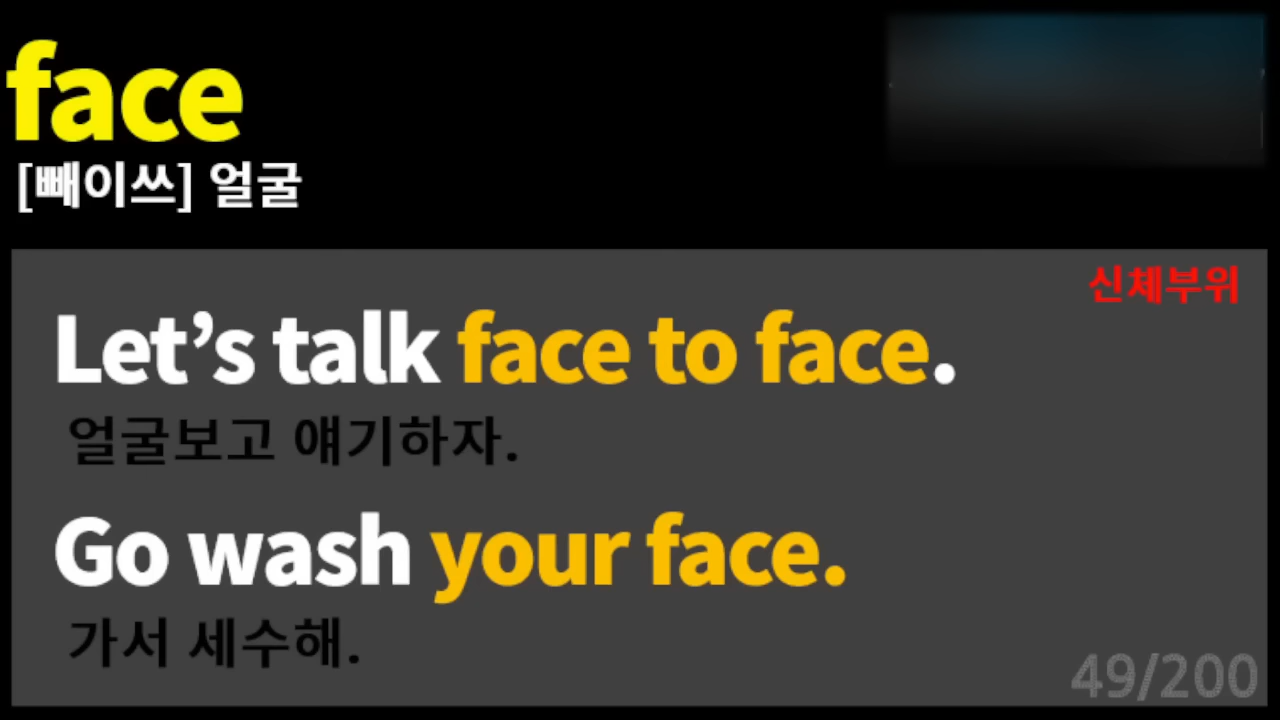 face
[빼이쓰] 얼굴
신체부위
Let’s talk face to face.
얼굴보고 얘기하자.
Go wash your face.
가서 세수해.
49/200